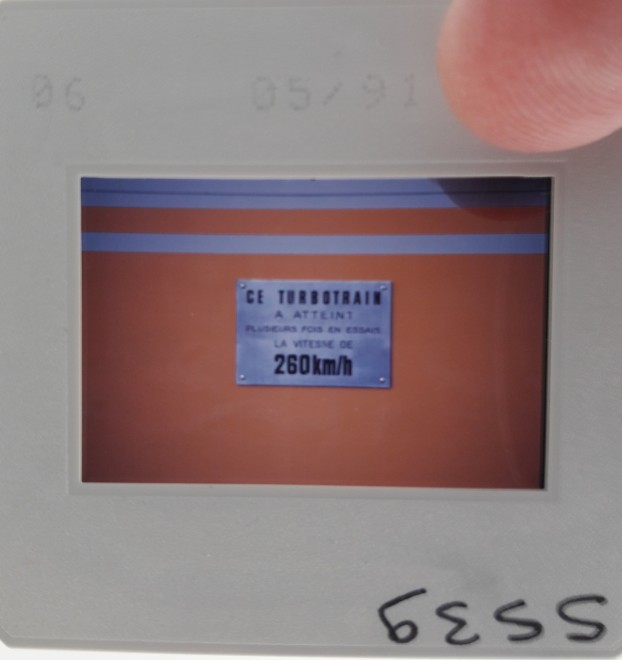 06 05/91
CE TURBOTRAIN
A ATTEINT
PLUSIEURS FOIS EN ESSAIS
LA VITESSE DE
260km/h
5539